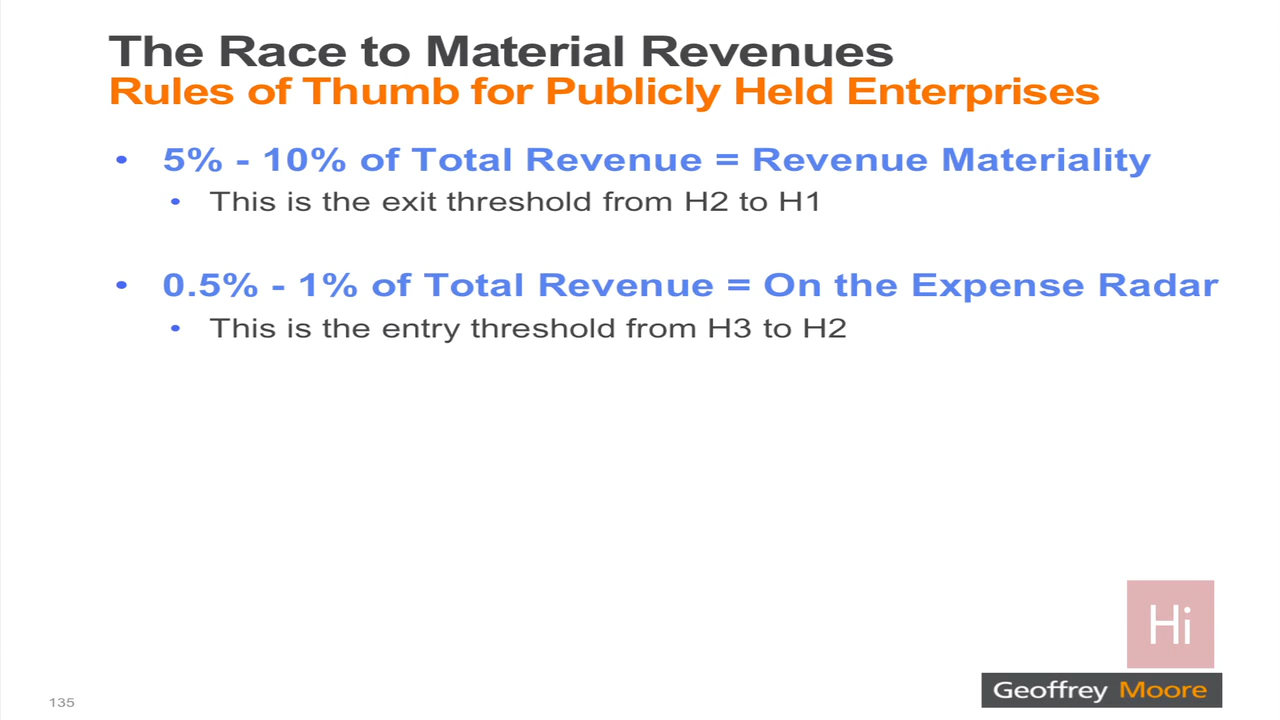 The Race to Material Revenues
Rules of Thumb for Publicly Held Enterprises
• 5% - 10% of Total Revenue = Revenue Materiality
• This is the exit threshold from H2 to H1
• 0.5% - 1% of Total Revenue = On the Expense Radar
• This is the entry threshold from H3 to H2
Hi
Geoffrey Moore
135